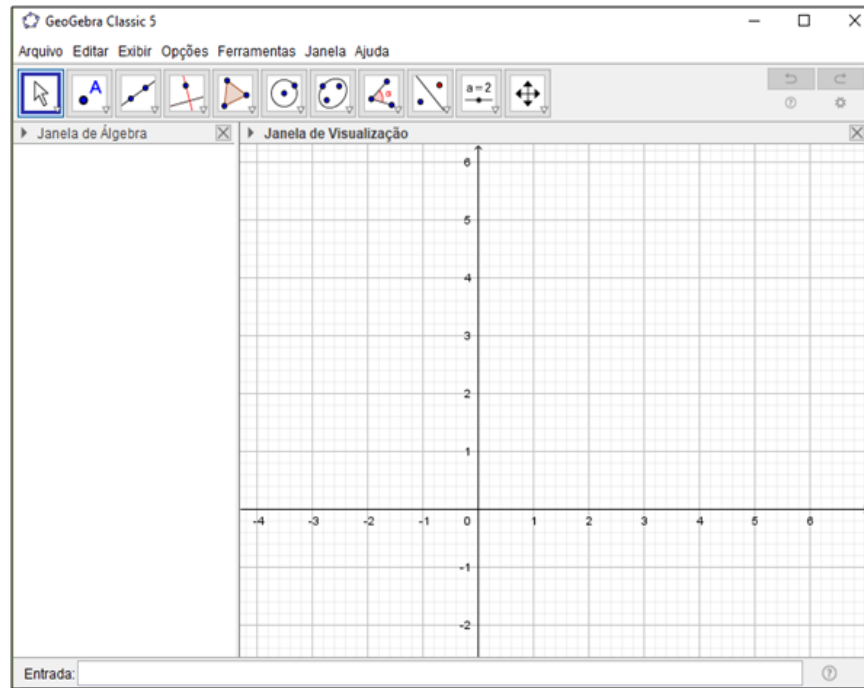 GeoGebra Classic 5
Arquivo Editar Exibir Opções Ferramentas Janela Ajuda
A α a=2
Janela de Álgebra
Janela de Visualização
6
5
4
3
2
1
-4 -3 -2 -1 0 1 2 3 4 5 6
-1
-2
Entrada: